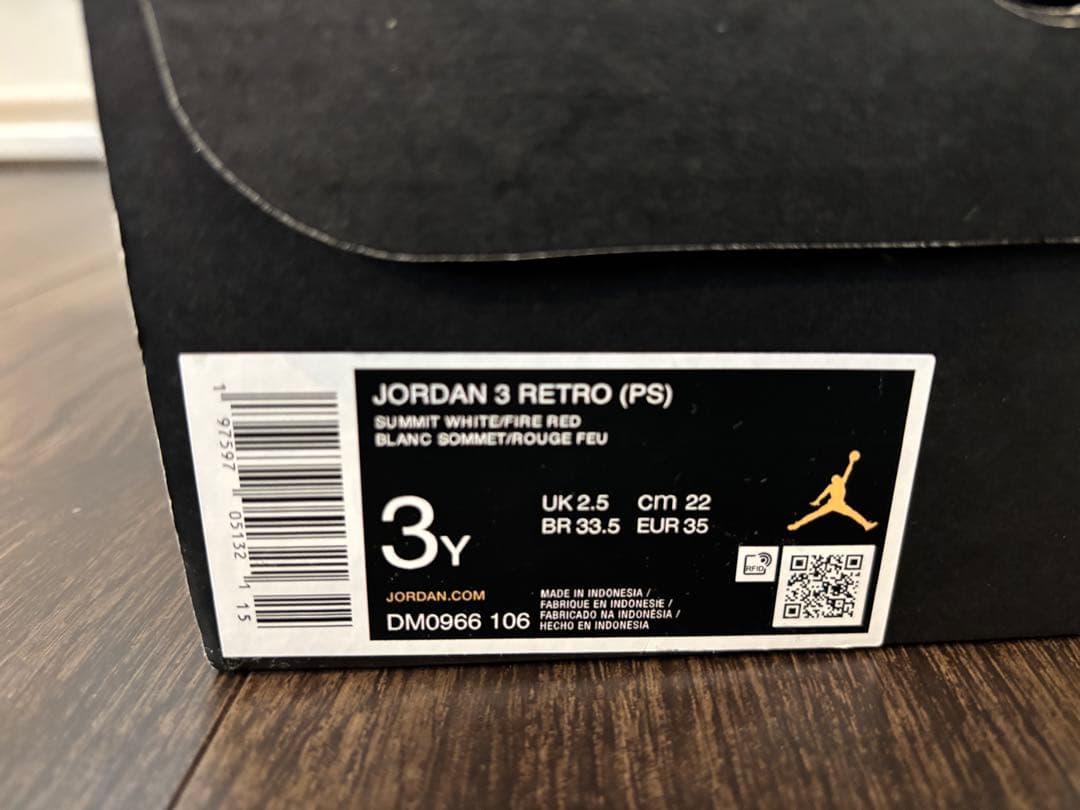 JORDAN 3 RETRO (PS)
SUMMIT WHITE/FIRE RED
BLANC SOMMET/ROUGE FEU
3Y
UK 2.5 cm 22
BR 33.5 EUR 35
RFID
JORDAN.COM
DM0966 106
MADE IN INDONESIA /
FABRIQUE EN INDONESIE /
FABRICADO NA INDONÉSIA /
HECHO EN INDONESIA
1 97597 05132 1 15